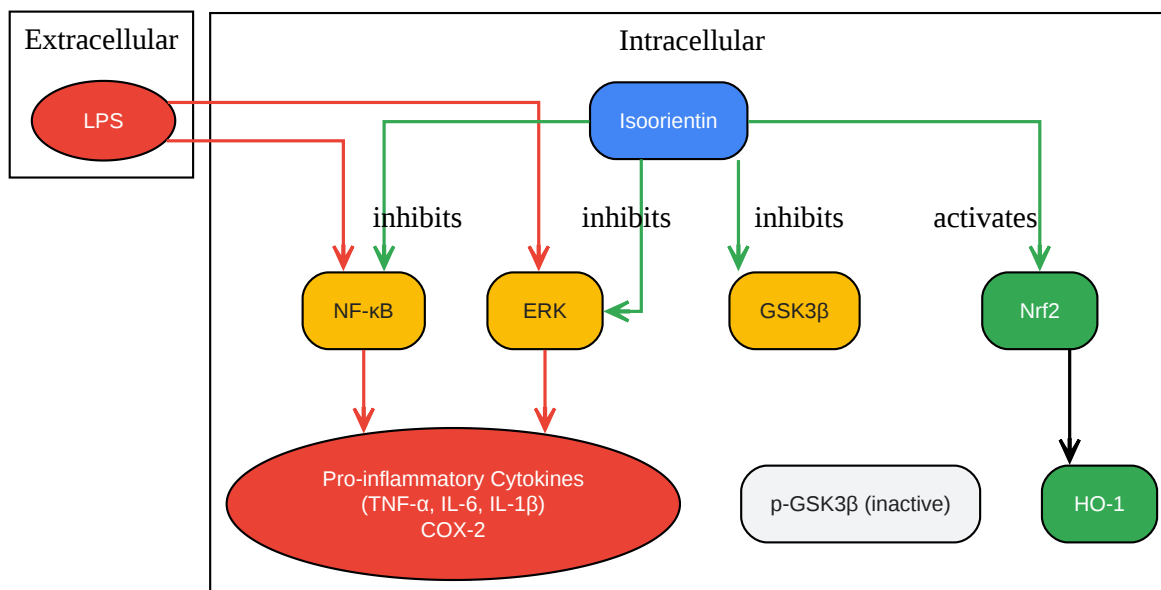 Extracellular
Intracellular
LPS
Isoorientin
inhibits
inhibits
inhibits
activates
NF-κB
ERK
GSK3β
Nrf2
Pro-inflammatory Cytokines
(TNF-α, IL-6, IL-1β)
COX-2
p-GSK3β (inactive)
HO-1